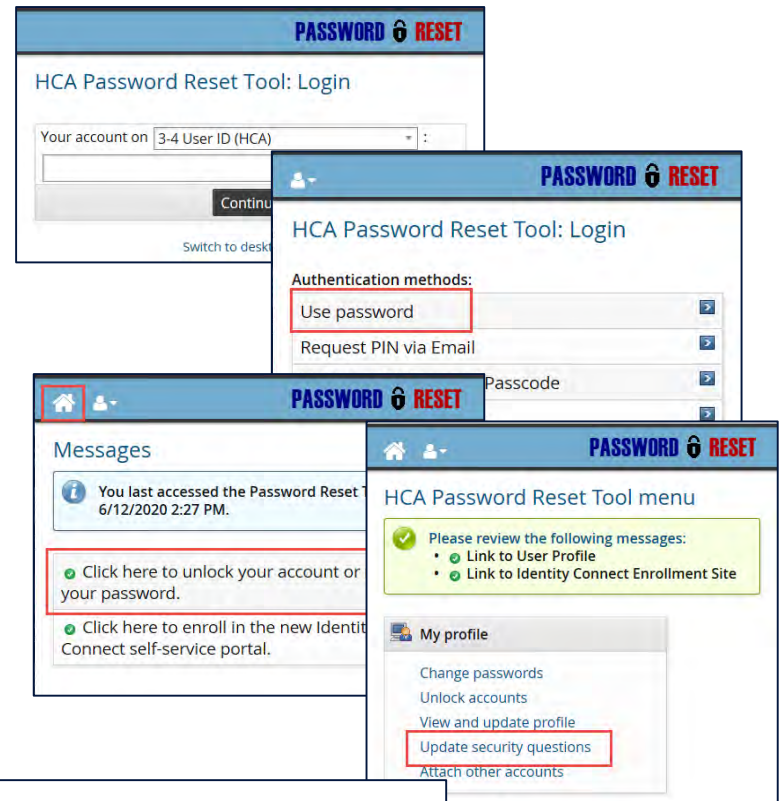 PASSWORD RESET
HCA Password Reset Tool: Login
Your account on 3-4 User ID (HCA) :
Continu
Switch to deskt
PASSWORD RESET
HCA Password Reset Tool: Login
Authentication methods:
Use password
Request PIN via Email
Passcode
PASSWORD RESET
Messages
You last accessed the Password Reset T
6/12/2020 2:27 PM.
Click here to unlock your account or
your password.
Click here to enroll in the new Identit
Connect self-service portal.
PASSWORD RESET
HCA Password Reset Tool menu
Please review the following messages:
• Link to User Profile
• Link to Identity Connect Enrollment Site
My profile
Change passwords
Unlock accounts
View and update profile
Update security questions
Attach other accounts